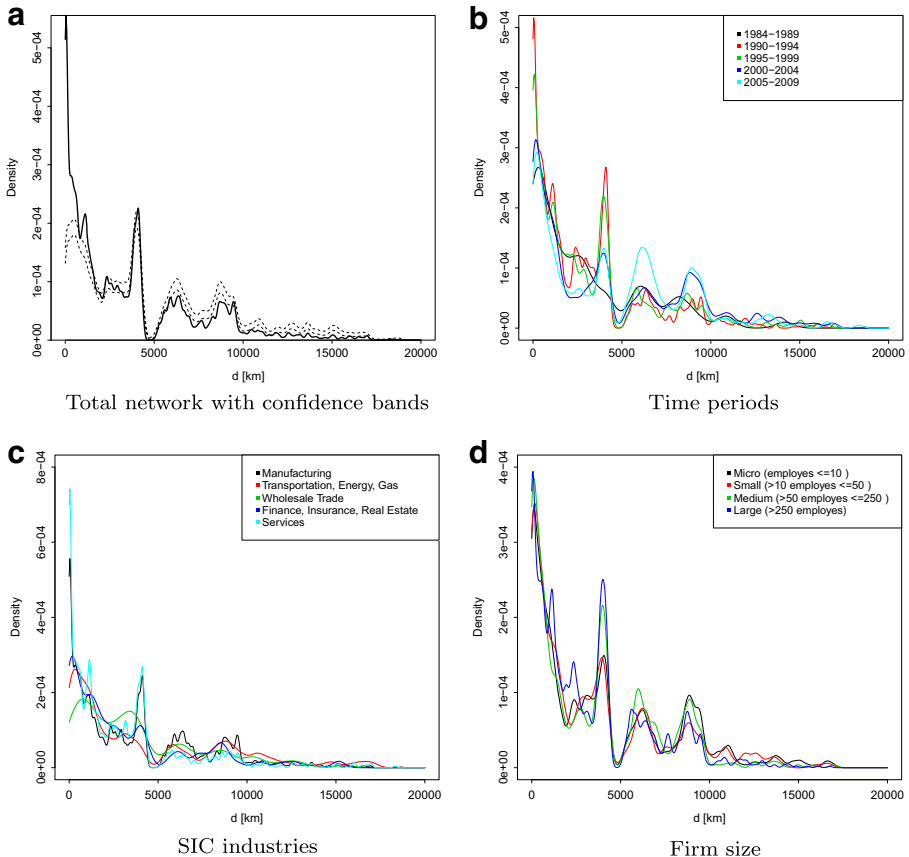 a
Density
0e+00 1e-04 2e-04 3e-04 4e-04 5e-04
0 5000 10000 15000 20000
d [km]
Total network with confidence bands
b
Density
0e+00 1e-04 2e-04 3e-04 4e-04 5e-04
1984-1989
1990-1994
1995-1999
2000-2004
2005-2009
0 5000 10000 15000 20000
d [km]
Time periods
c
Density
0e+00 2e-04 4e-04 6e-04 8e-04
Manufacturing
Transportation, Energy, Gas
Wholesale Trade
Finance, Insurance, Real Estate
Services
0 5000 10000 15000 20000
d [km]
SIC industries
d
Density
0e+00 1e-04 2e-04 3e-04 4e-04
Micro (employes <=10 )
Small (>10 employes <=50 )
Medium (>50 employes <=250 )
Large (>250 employes)
0 5000 10000 15000 20000
d [km]
Firm size